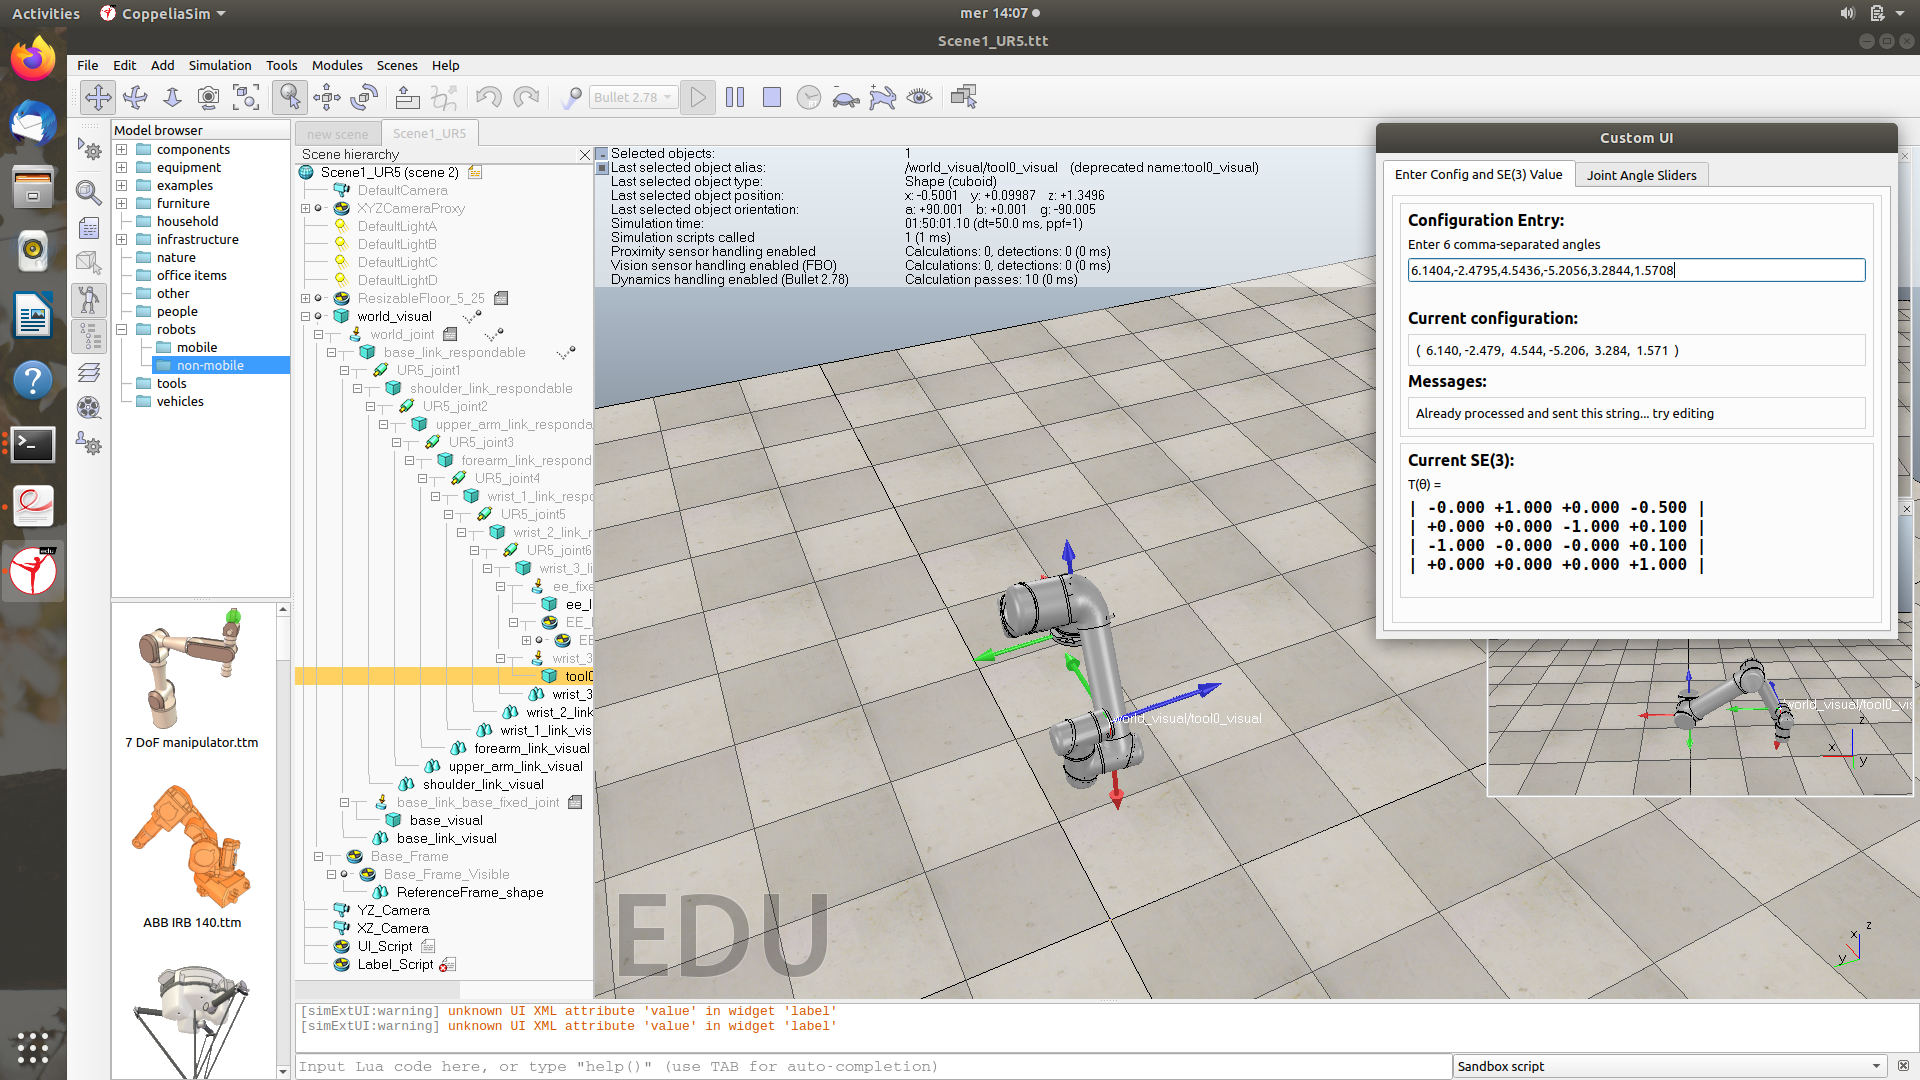 Activities CoppeliaSim mer 14:07
Scene1_UR5.ttt
File Edit Add Simulation Tools Modules Scenes Help
Bullet 2.78
Model browser
components
equipment
examples
furniture
household
infrastructure
nature
office items
other
people
robots
mobile
non-mobile
tools
vehicles
7 DoF manipulator.ttm
ABB IRB 140.ttm
new scene Scene1_UR5
Scene hierarchy
Scene1_UR5 (scene 2)
DefaultCamera
XYZCameraProxy
DefaultLightA
DefaultLightB
DefaultLightC
DefaultLightD
ResizableFloor_5_25
world_visual
world_joint
base_link_respondable
UR5_joint1
shoulder_link_respondable
UR5_joint2
upper_arm_link_responda
UR5_joint3
forearm_link_respond
UR5_joint4
wrist_1_link_respo
UR5_joint5
wrist_2_link_r
UR5_joint6
wrist_3_li
ee_fixe
ee_l
EE_
EE
wrist_3
tool0
wrist_3
wrist_2_link
wrist_1_link_vis
forearm_link_visual
upper_arm_link_visual
shoulder_link_visual
base_link_base_fixed_joint
base_visual
base_link_visual
Base_Frame
Base_Frame_Visible
ReferenceFrame_shape
YZ_Camera
XZ_Camera
UI_Script
Label_Script
Selected objects: 1
Last selected object alias: /world_visual/tool0_visual (deprecated name:tool0_visual)
Last selected object type: Shape (cuboid)
Last selected object position: x: -0.5001 y: +0.09987 z: +1.3496
Last selected object orientation: a: +90.001 b: +0.001 g: -90.005
Simulation time: 01:50:01.10 (dt=50.0 ms, ppf=1)
Simulation scripts called 1 (1 ms)
Proximity sensor handling enabled Calculations: 0, detections: 0 (0 ms)
Vision sensor handling enabled (FBO) Calculations: 0, detections: 0 (0 ms)
Dynamics handling enabled (Bullet 2.78) Calculation passes: 10 (0 ms)
world_visual/tool0_visual
EDU
x z
y
Custom UI
Enter Config and SE(3) Value Joint Angle Sliders
Configuration Entry:
Enter 6 comma-separated angles
6.1404,-2.4795,4.5436,-5.2056,3.2844,1.5708
Current configuration:
( 6.140, -2.479, 4.544, -5.206, 3.284, 1.571 )
Messages:
Already processed and sent this string... try editing
Current SE(3):
T(θ) =
| -0.000 +1.000 +0.000 -0.500 |
| +0.000 +0.000 -1.000 +0.100 |
| -1.000 -0.000 -0.000 +0.100 |
| +0.000 +0.000 +0.000 +1.000 |
world_visual/tool0_vis
z
x
y
[simExtUI:warning] unknown UI XML attribute 'value' in widget 'label'
[simExtUI:warning] unknown UI XML attribute 'value' in widget 'label'
Input Lua code here, or type "help()" (use TAB for auto-completion)
Sandbox script